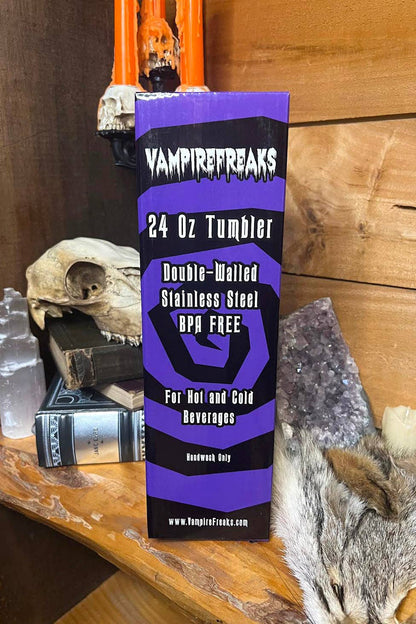 VAMPIREFREAKS
24 Oz Tumbler
Double-Walled
Stainless Steel
BPA FREE
For Hot and Cold
Beverages
Handwash Only
www.VampireFreaks.com